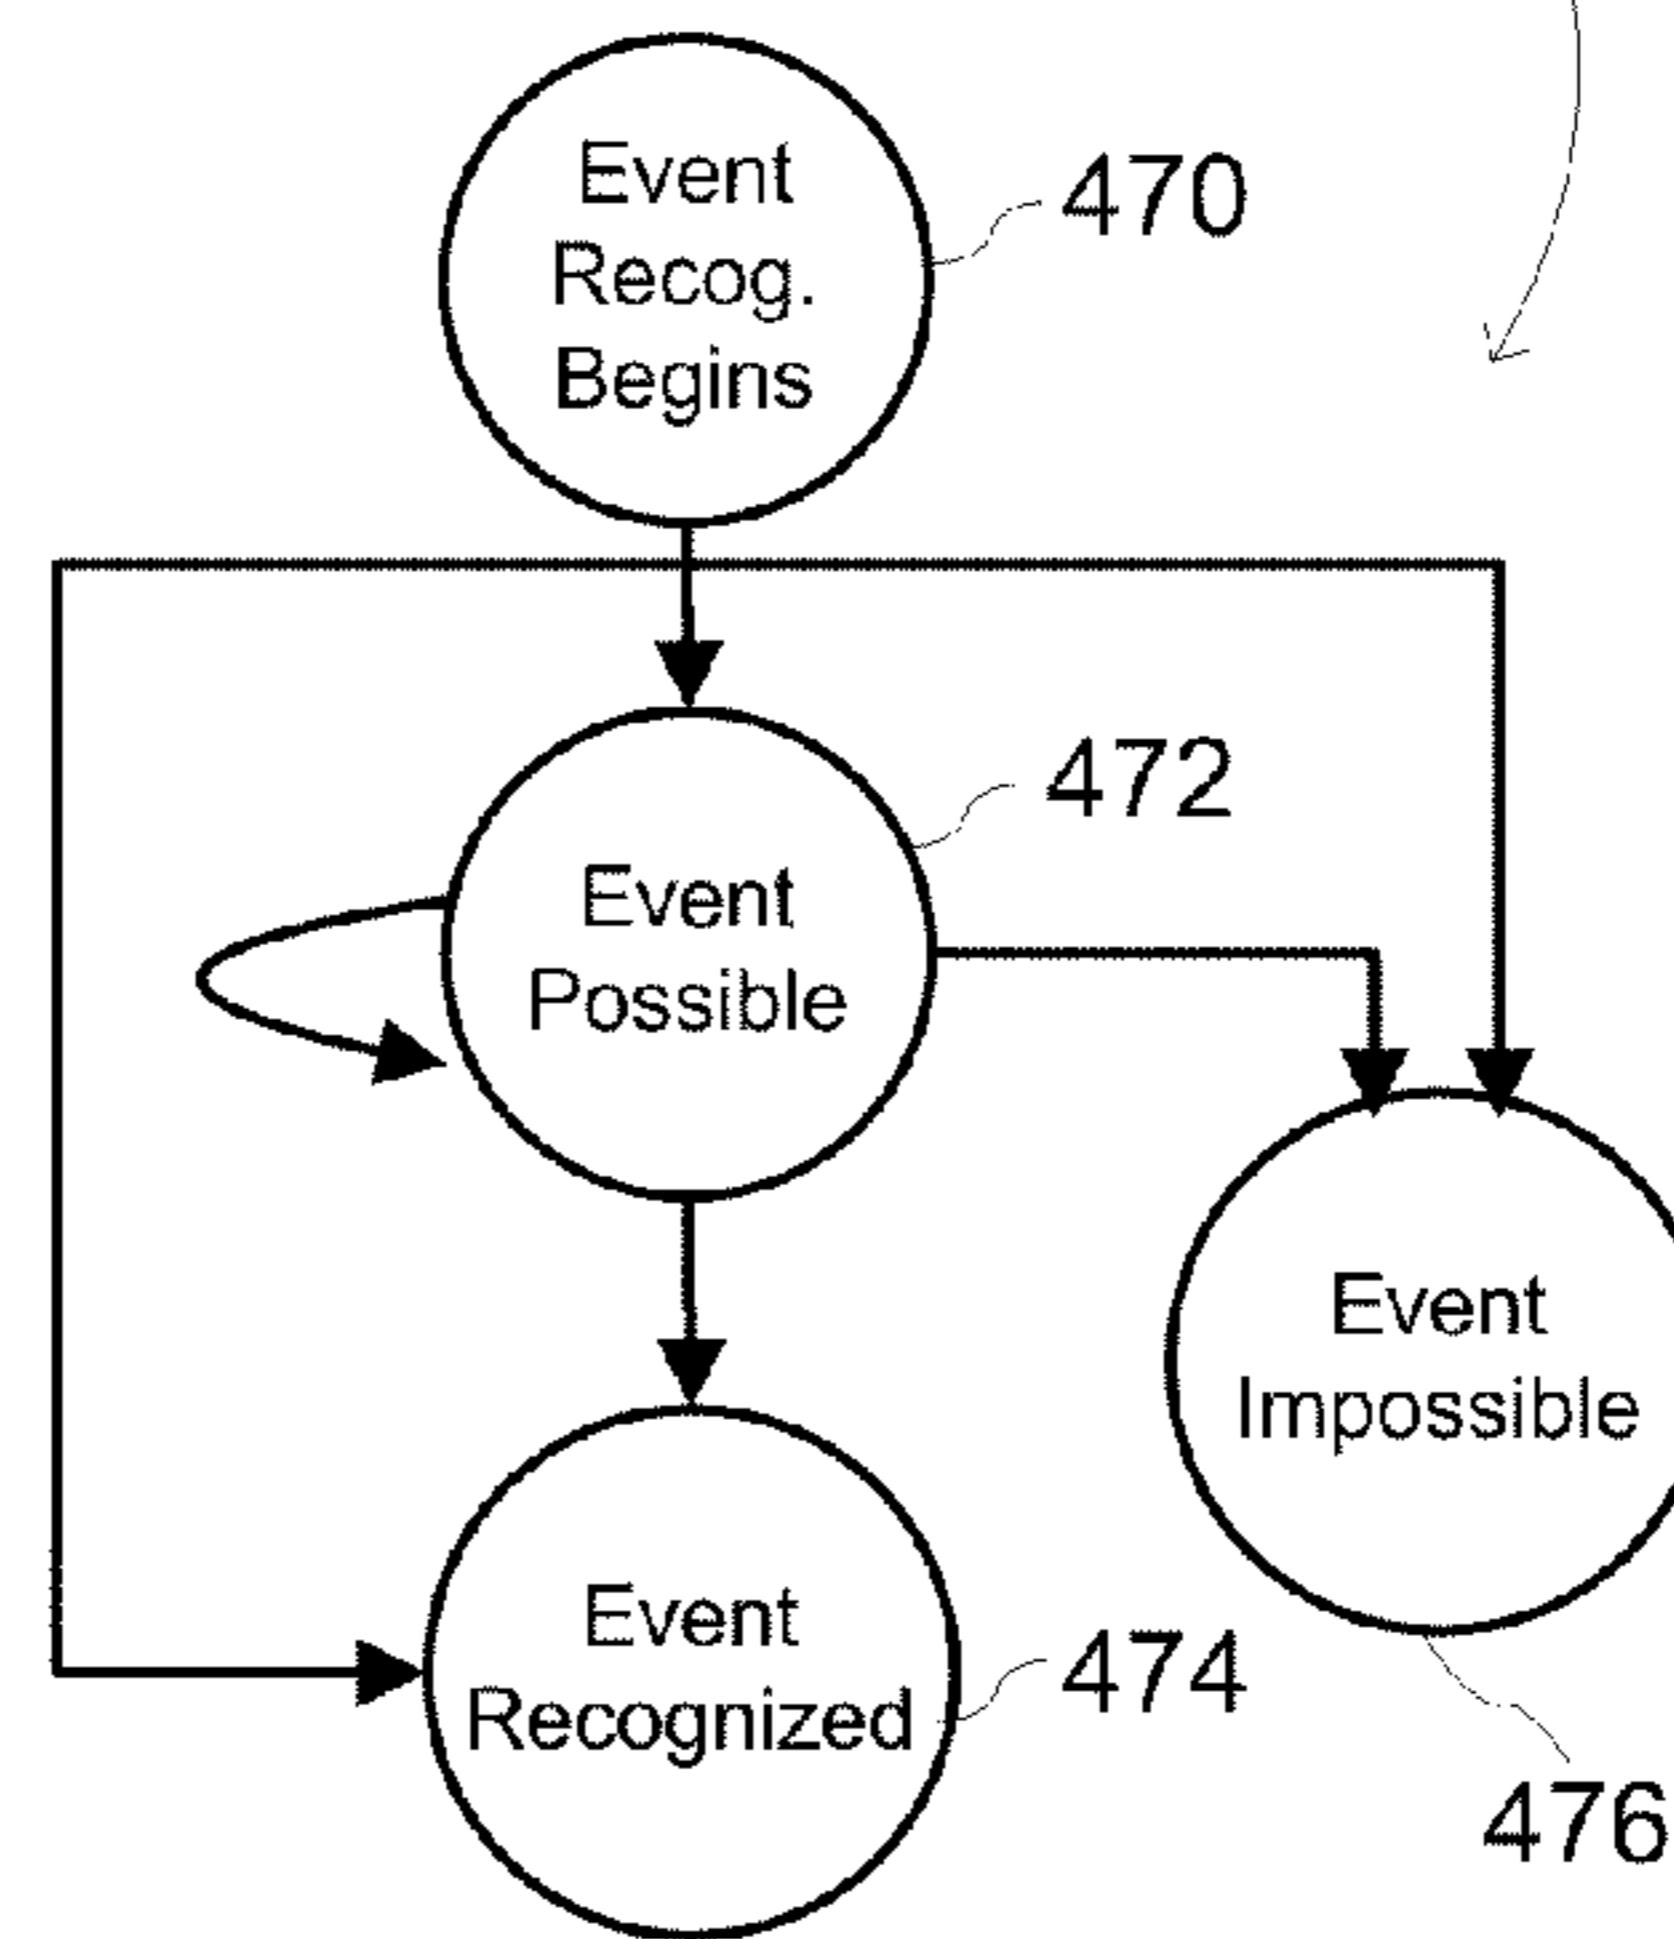 Event
Recog.
Begins
470
472
Event
Possible
Event
Impossible
Event
Recognized
474
476